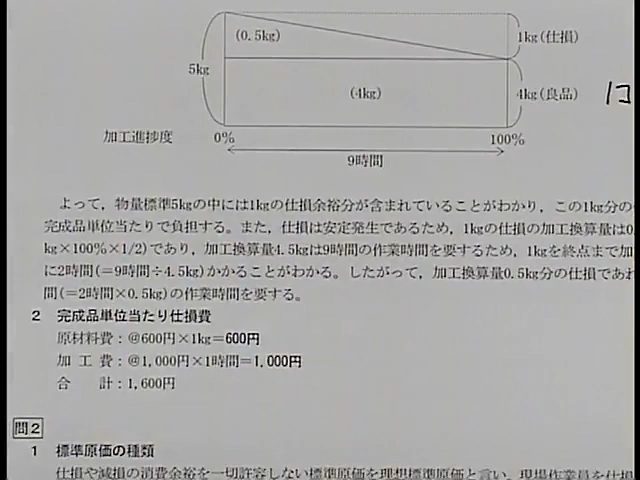 (0.5kg)
1kg(仕損)
5kg
(4kg)
4kg(良品)
に
加工進捗度 0% 100%
9時間
よって，物量標準5kgの中には1kgの仕損余裕分が含まれていることがわかり，この1kg分の
完成品単位当たりで負担する。また，仕損は安定発生であるため，1kgの仕損の加工換算量は0
kg×100%×1/2)であり，加工換算量4.5kgは9時間の作業時間を要するため，1kgを終点まで加
に2時間(=9時間÷4.5kg)かかることがわかる。したがって，加工換算量0.5kg分の仕損であれ
間(=2時間×0.5kg)の作業時間を要する。
2 完成品単位当たり仕損費
原材料費：@600円×1kg=600円
加工費：@1,000円×1時間=1,000円
合計：1,600円
問2
1 標準原価の種類
仕損や減損の消費余裕を一切許容しない標準原価を理想標準原価と言い，現場作業員を仕損